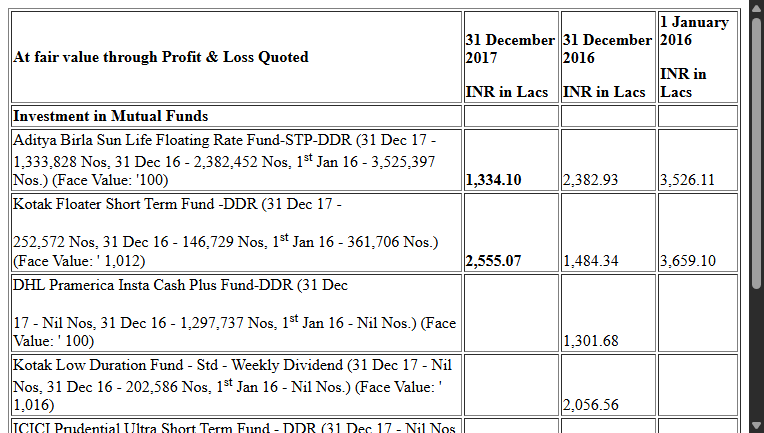 At fair value through Profit & Loss Quoted
31 December 2017
INR in Lacs
31 December 2016
INR in Lacs
1 January 2016
INR in Lacs
Investment in Mutual Funds
Aditya Birla Sun Life Floating Rate Fund-STP-DDR (31 Dec 17 -
1,333,828 Nos, 31 Dec 16 - 2,382,452 Nos, 1st Jan 16 - 3,525,397
Nos.) (Face Value: '100)
1,334.10
2,382.93
3,526.11
Kotak Floater Short Term Fund -DDR (31 Dec 17 -
252,572 Nos, 31 Dec 16 - 146,729 Nos, 1st Jan 16 - 361,706 Nos.)
(Face Value: ' 1,012)
2,555.07
1,484.34
3,659.10
DHL Pramerica Insta Cash Plus Fund-DDR (31 Dec
17 - Nil Nos, 31 Dec 16 - 1,297,737 Nos, 1st Jan 16 - Nil Nos.) (Face
Value: ' 100)
1,301.68
Kotak Low Duration Fund - Std - Weekly Dividend (31 Dec 17 - Nil
Nos, 31 Dec 16 - 202,586 Nos, 1st Jan 16 - Nil Nos.) (Face Value: '
1,016)
2,056.56
ICICI Prudential Ultra Short Term Fund - DDR (31 Dec 17 - Nil Nos